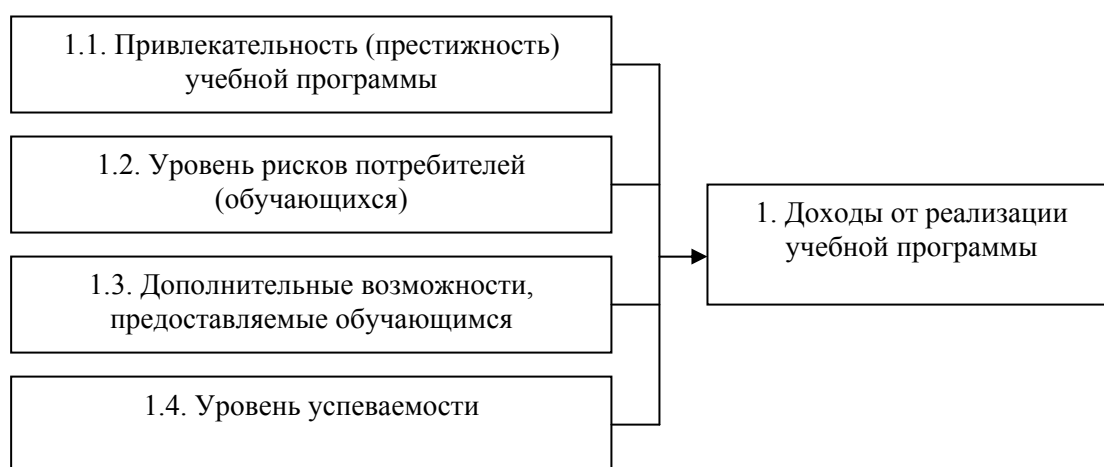 1.1. Привлекательность (престижность)
учебной программы
1.2. Уровень рисков потребителей
(обучающихся)
1. Доходы от реализации
учебной программы
1.3. Дополнительные возможности,
предоставляемые обучающимся
1.4. Уровень успеваемости